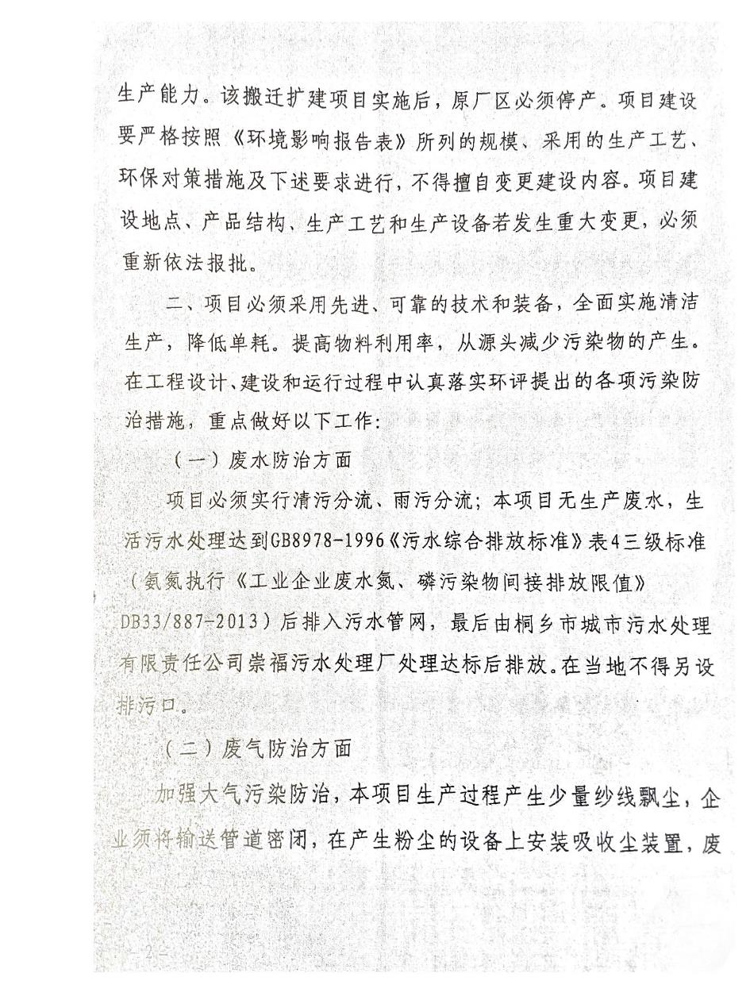 生产能力。该搬迁扩建项目实施后，原厂区必须停产。项目建设
要严格按照《环境影响报告表》所列的规模、采用的生产工艺、
环保对策措施及下述要求进行，不得擅自变更建设内容。项目建
设地点、产品结构、生产工艺和生产设备若发生重大变更，必须
重新依法报批。
二、项目必须采用先进、可靠的技术和装备，全面实施清洁
生产，降低单耗。提高物料利用率，从源头减少污染物的产生。
在工程设计、建设和运行过程中认真落实环评提出的各项污染防
治措施，重点做好以下工作：
（一）废水防治方面
项目必须实行清污分流、雨污分流；本项目无生产废水，生
活污水处理达到GB8978-1996《污水综合排放标准》表4三级标准
（氨氮执行《工业企业废水氮、磷污染物间接排放限值》
DB33/887-2013）后排入污水管网，最后由桐乡市城市污水处理
有限责任公司崇福污水处理厂处理达标后排放。在当地不得另设
排污口。
（二）废气防治方面
加强大气污染防治，本项目生产过程产生少量纱线飘尘，企
业须将输送管道密闭，在产生粉尘的设备上安装吸收尘装置，废
- 2 -